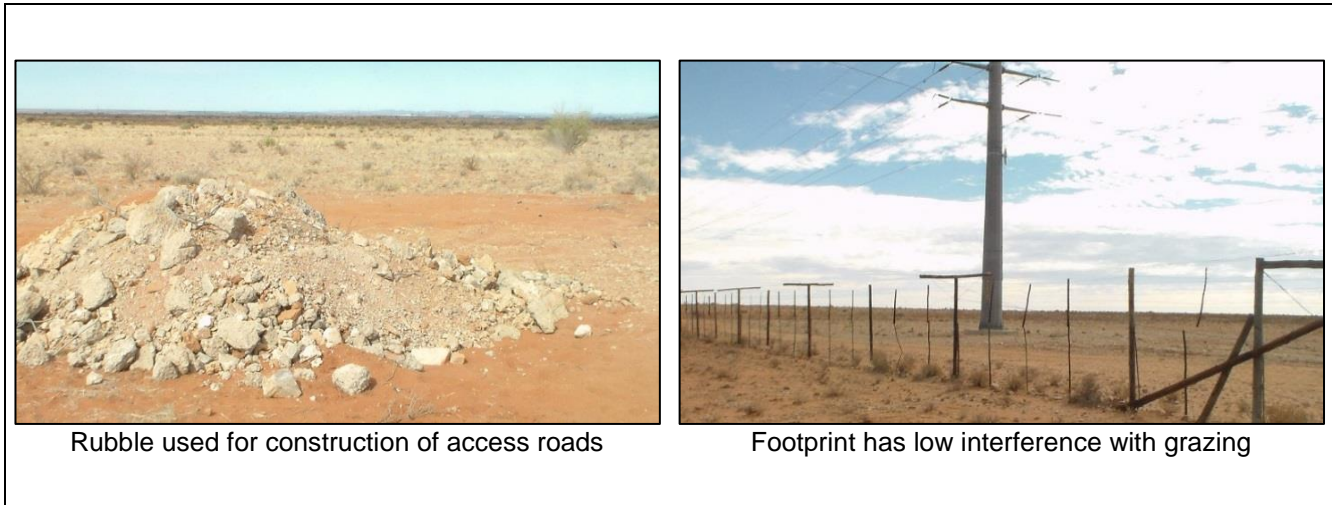 Rubble used for construction of access roads
Footprint has low interference with grazing